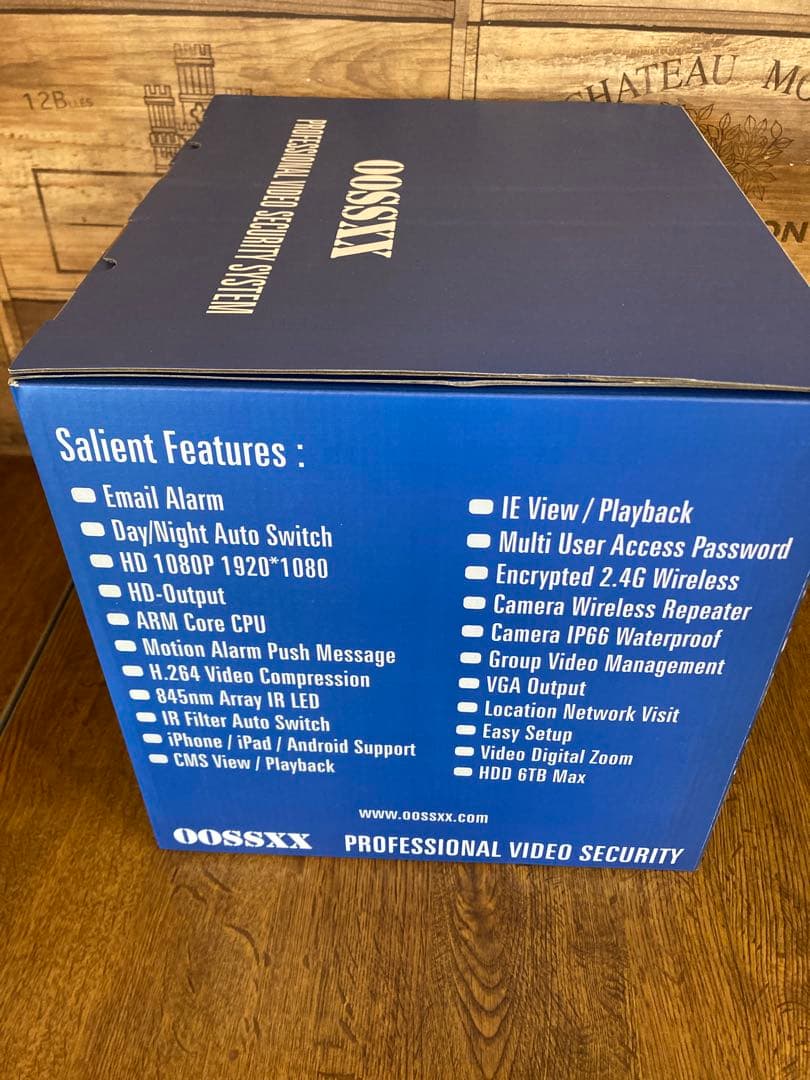 12B LLES
CHATEAU
PROFESSIONAL VIDEO SECURITY SYSTEM
OOSSXX
Salient Features :
Email Alarm
Day/Night Auto Switch
HD 1080P 1920*1080
HD-Output
ARM Core CPU
Motion Alarm Push Message
H.264 Video Compression
845nm Array IR LED
IR Filter Auto Switch
iPhone / iPad / Android Support
CMS View / Playback
IE View / Playback
Multi User Access Password
Encrypted 2.4G Wireless
Camera Wireless Repeater
Camera IP66 Waterproof
Group Video Management
VGA Output
Location Network Visit
Easy Setup
Video Digital Zoom
HDD 6TB Max
www.oossxx.com
OOSSXX PROFESSIONAL VIDEO SECURITY